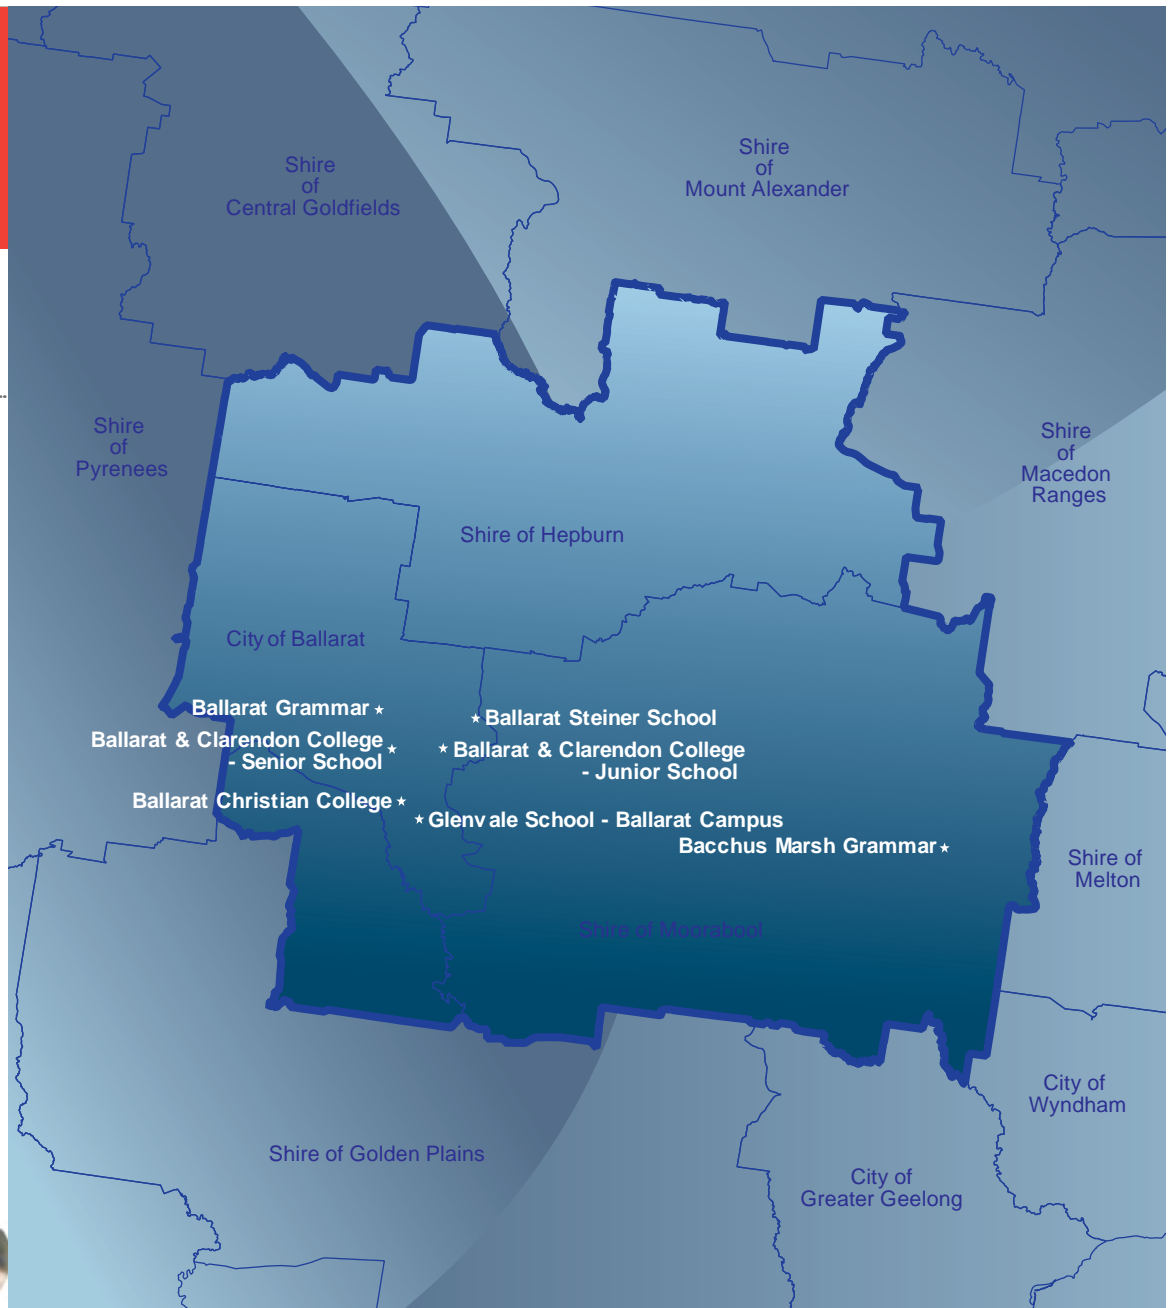 Shire
of
Central Goldfields
Shire
of
Mount Alexander
Shire
of
Pyrenees
Shire
of
Macedon
Ranges
Shire of Hepburn
City of Ballarat
Ballarat Grammar
Ballarat Steiner School
Ballarat & Clarendon College
- Senior School
Ballarat & Clarendon College
- Junior School
Ballarat Christian College
Glenvale School - Ballarat Campus
Bacchus Marsh Grammar
Shire of
Melton
Shire of Moorabool
City of
Wyndham
Shire of Golden Plains
City of
Greater Geelong